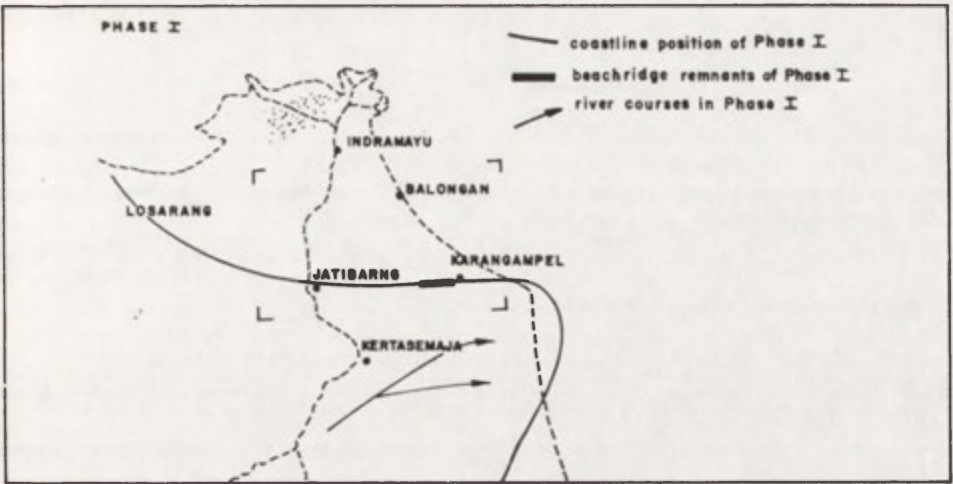 PHASE I
coastline position of Phase I
beachridge remnants of Phase I
river courses in Phase I
INDRAMAYU
BALONGAN
LOSARANG
KARANGAMPEL
JATIBARNG
KERTASEMAJA